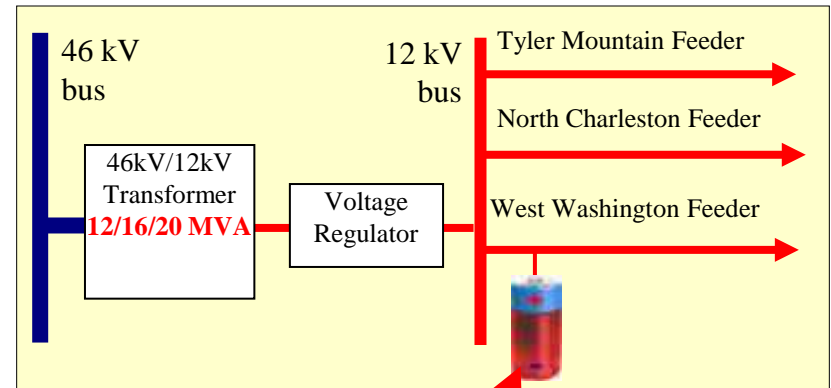 46 kV
bus
46kV/12kV
Transformer
12/16/20 MVA
Voltage
Regulator
12 kV
bus
Tyler Mountain Feeder
North Charleston Feeder
West Washington Feeder